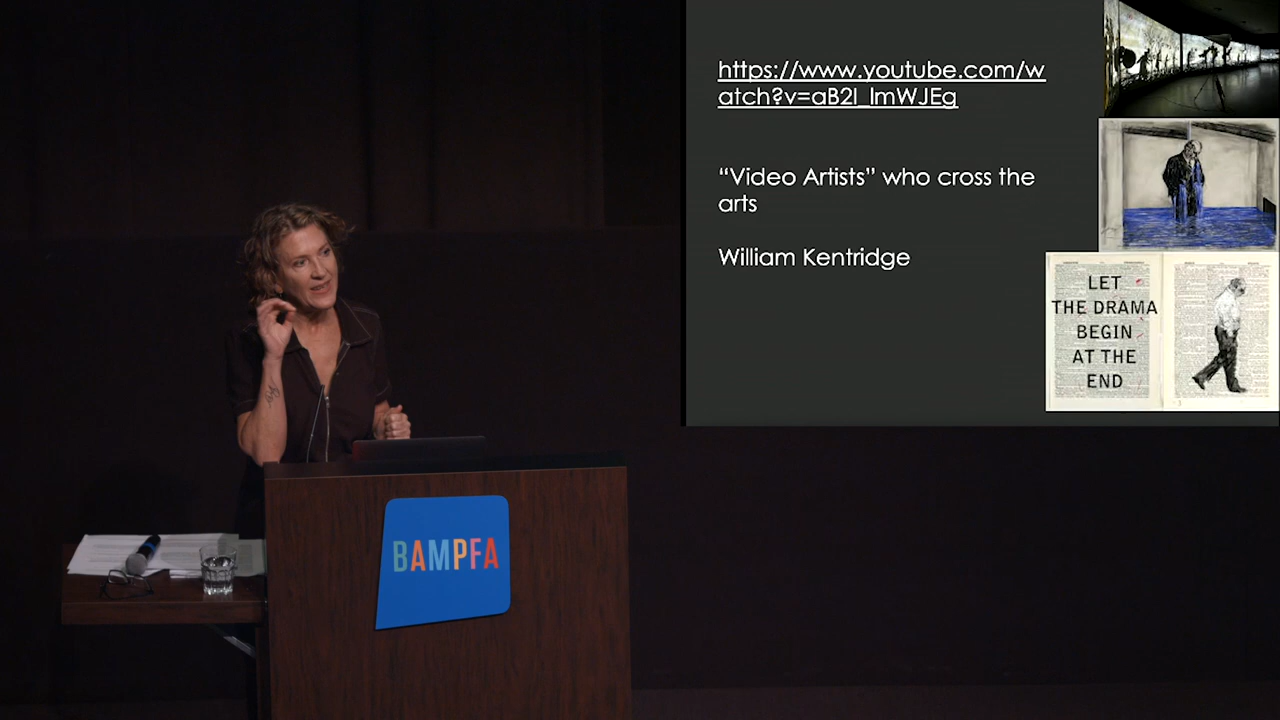 https://www.youtube.com/w
atch?v=aB2l_lmWJEg
“Video Artists” who cross the
arts
William Kentridge
LET
THE DRAMA
BEGIN
AT THE
END
BAMPFA